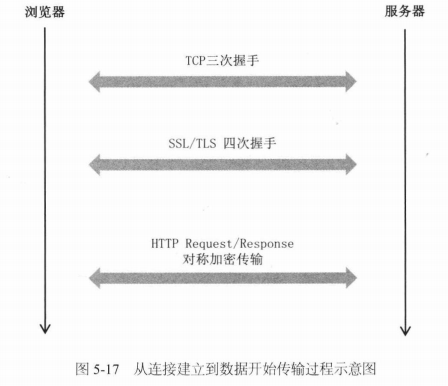 浏览器
服务器
TCP三次握手
SSL/TLS 四次握手
HTTP Request/Response
对称加密传输
图 5-17 从连接建立到数据开始传输过程示意图